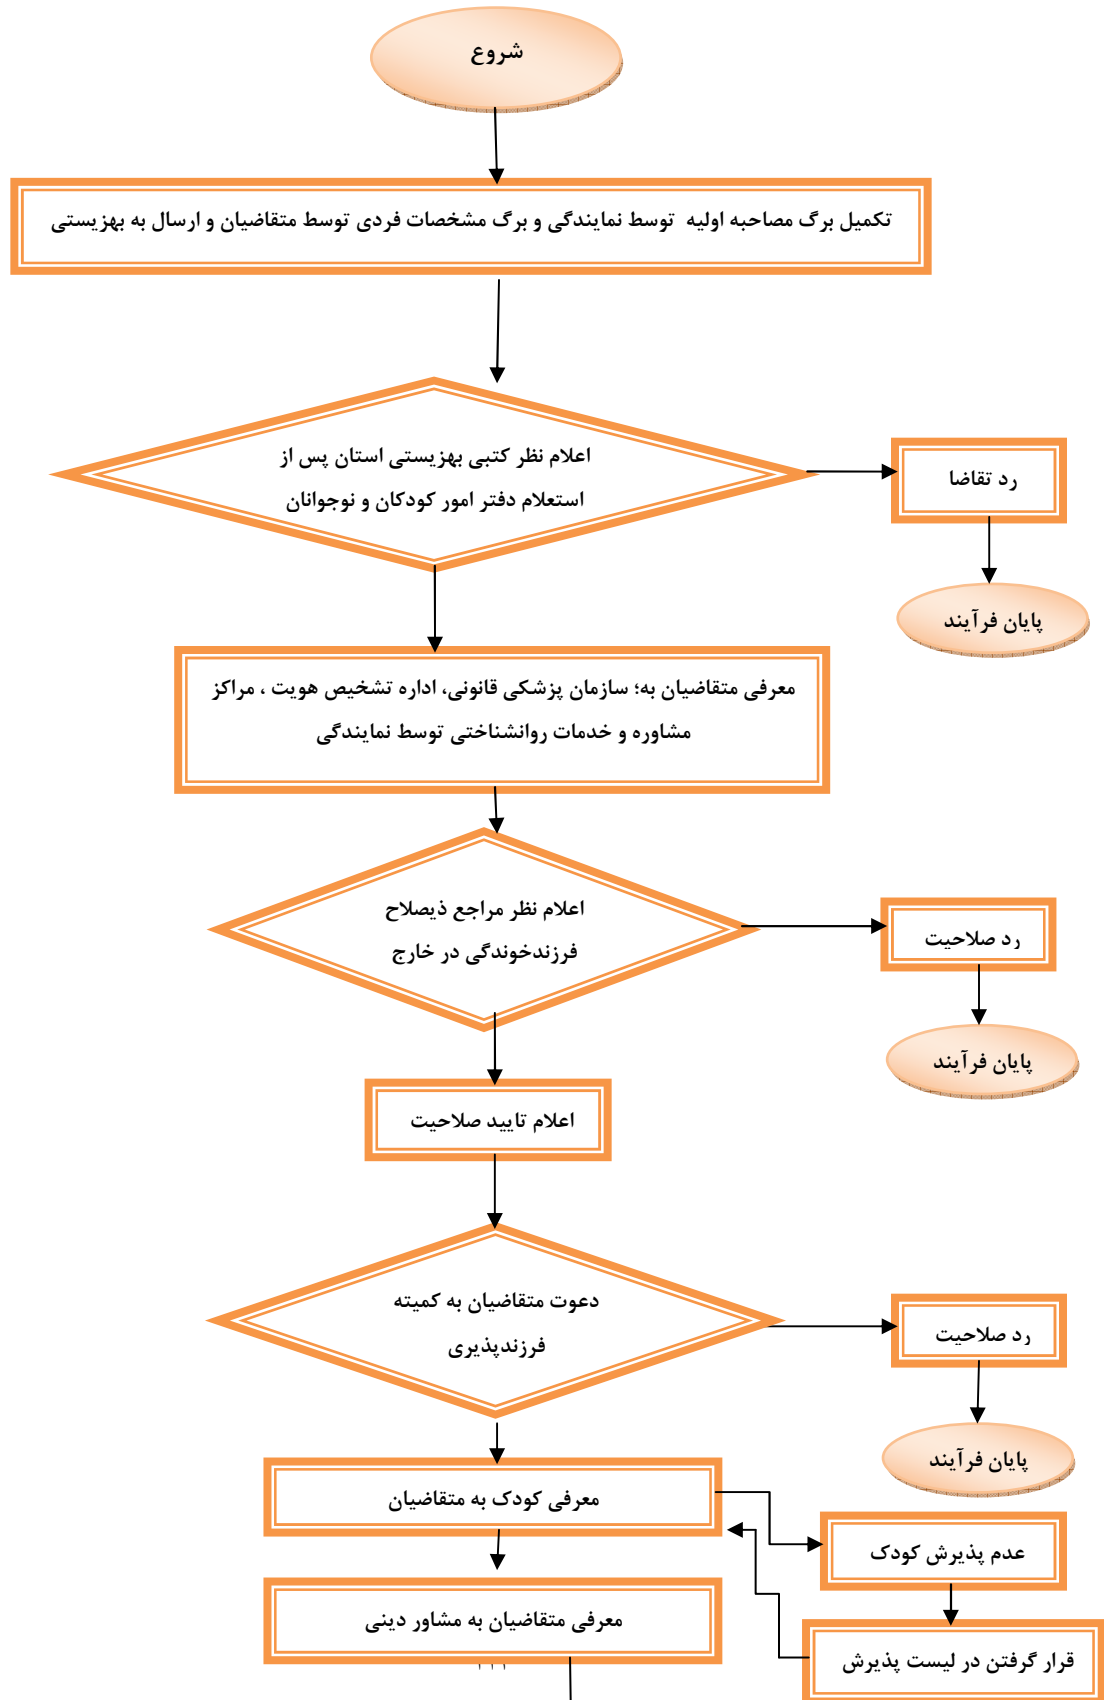 شروع
تکمیل برگ مصاحبه اولیه توسط نمایندگی و برگ مشخصات فردی توسط متقاضیان و ارسال به بهزیستی
اعلام نظر کتبی بهزیستی استان پس از
استعلام دفتر امور کودکان و نوجوانان
رد تقاضا
پایان فرآیند
معرفی متقاضیان به؛ سازمان پزشکی قانونی، اداره تشخیص هویت ، مراکز
مشاوره و خدمات روانشناختی توسط نمایندگی
اعلام نظر مراجع ذیصلاح
فرزندخوندگی در خارج
رد صلاحیت
پایان فرآیند
اعلام تایید صلاحیت
دعوت متقاضیان به کمیته
فرزندپذیری
رد صلاحیت
پایان فرآیند
معرفی کودک به متقاضیان
عدم پذیرش کودک
معرفی متقاضیان به مشاور دینی
قرار گرفتن در لیست پذیرش